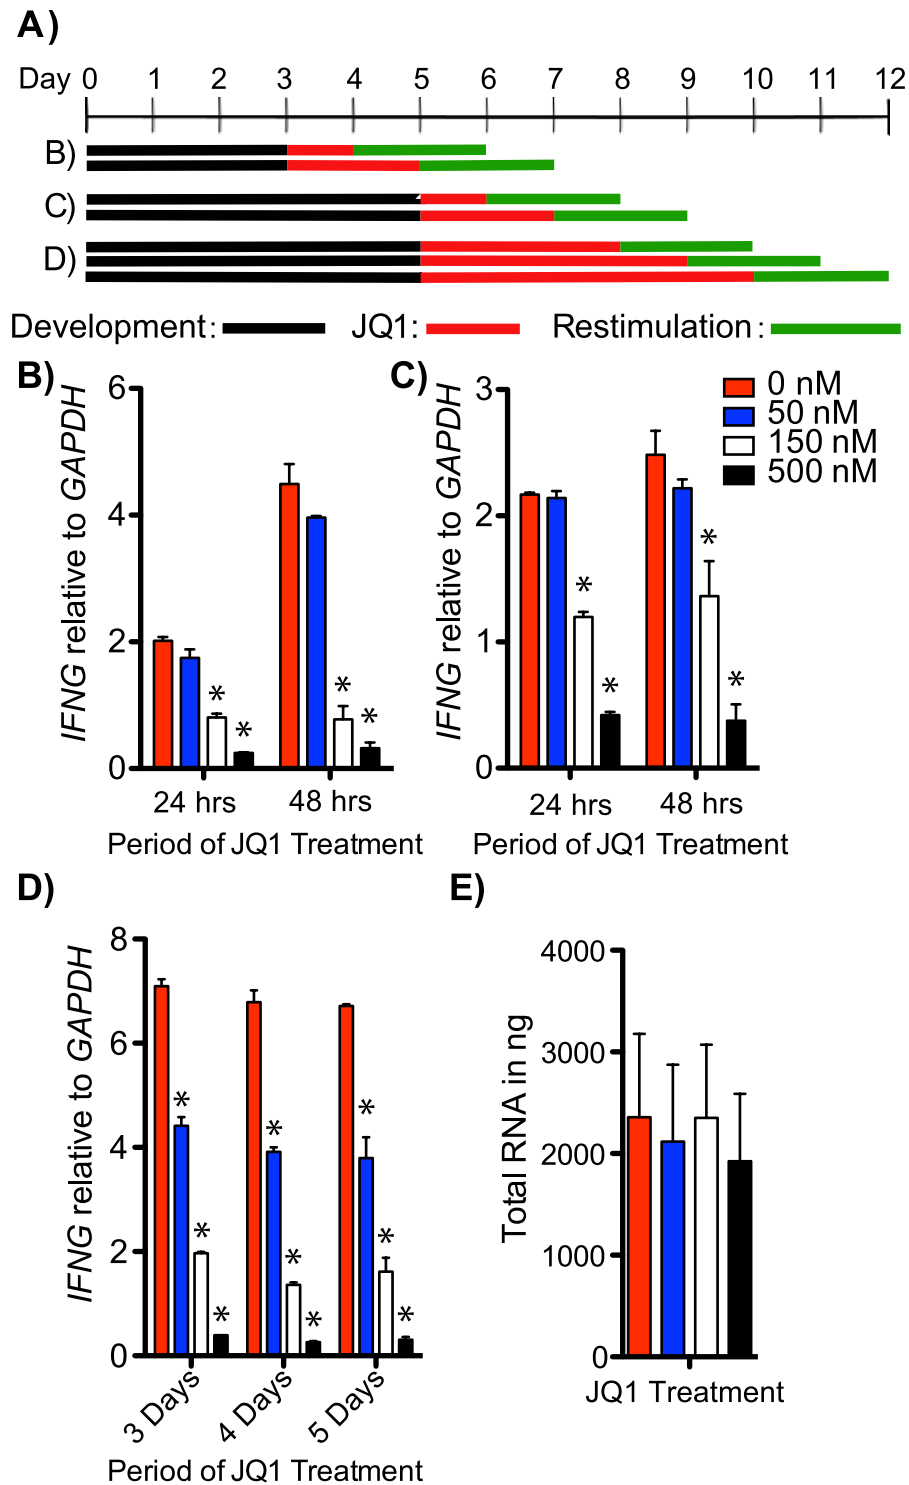 A)
Day 0 1 2 3 4 5 6 7 8 9 10 11 12
B)
C)
D)
Development: JQ1: Restimulation:
B)
6
4
2
0
IFNG relative to GAPDH
*
*
*
*
24 hrs 48 hrs
Period of JQ1 Treatment
C)
3
2
1
0
IFNG relative to GAPDH
*
*
*
*
24 hrs 48 hrs
Period of JQ1 Treatment
0 nM
50 nM
150 nM
500 nM
D)
8
6
4
2
0
IFNG relative to GAPDH
*
*
*
*
*
*
*
*
*
3 Days 4 Days 5 Days
Period of JQ1 Treatment
E)
4000
3000
2000
1000
0
Total RNA in ng
JQ1 Treatment